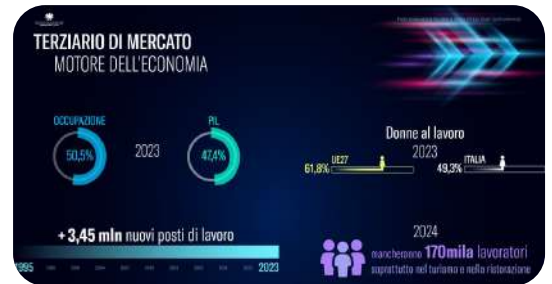 TERZIARIO DI MERCATO
MOTORE DELL'ECONOMIA
OCCUPAZIONE
50,5%
2023
PIL
47,4%
Donne al lavoro
2023
61,8% UE27
49,3% ITALIA
+ 3,45 mln nuovi posti di lavoro
1995 2023
2024
mancheranno 170mila lavoratori
soprattutto nel turismo e nella ristorazione